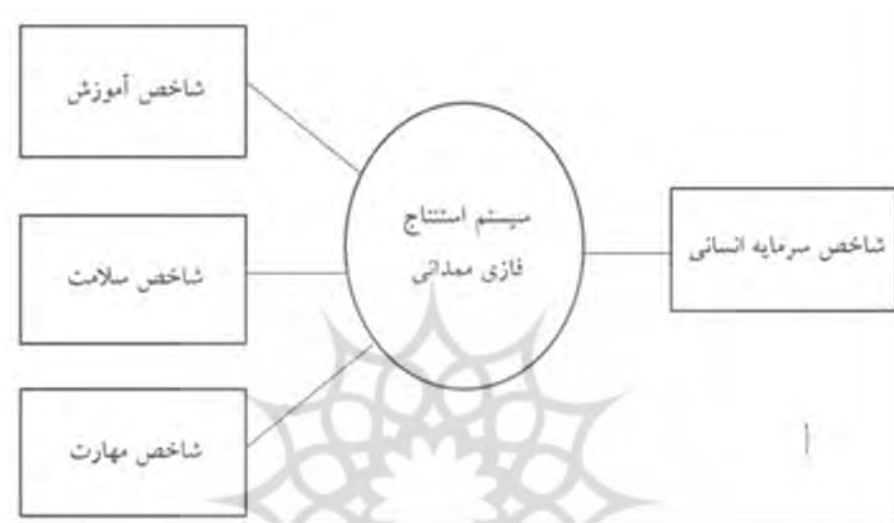 شاخص آموزش
سیستم استنتاج
فازی ممدانی
شاخص سرمایه انسانی
شاخص سلامت
شاخص مهارت